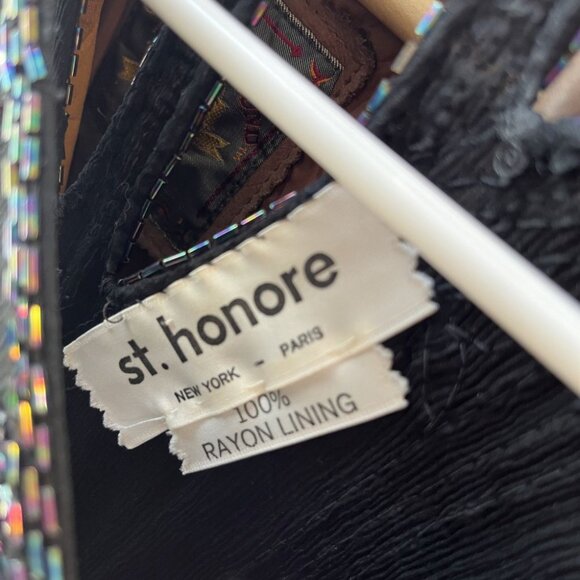 st. honore
NEW YORK - PARIS
100%
RAYON LINING